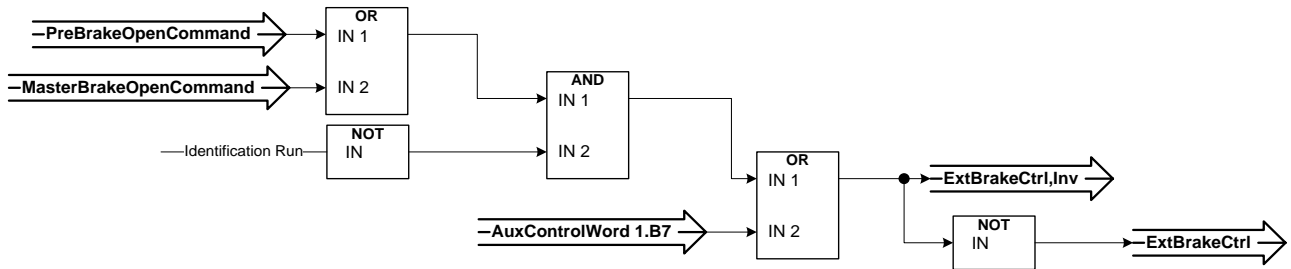 OR
PreBrakeOpenCommand
IN 1
MasterBrakeOpenCommand
IN 2
AND
IN 1
NOT
Identification Run
IN
IN 2
OR
IN 1
ExtBrakeCtrl,Inv
AuxControlWord 1.B7
IN 2
NOT
IN
ExtBrakeCtrl